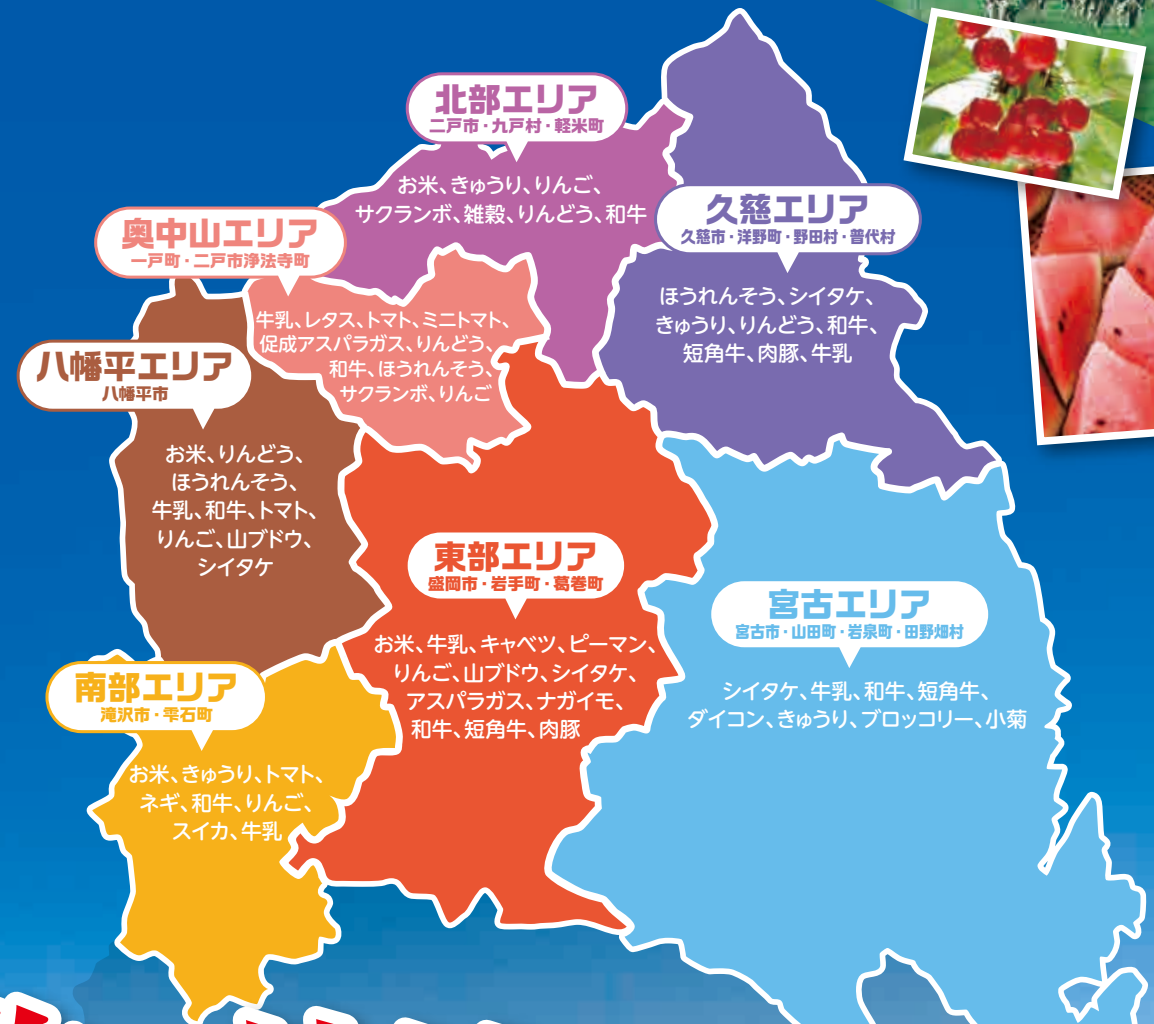 北部エリア
二戸市・九戸村・軽米町
お米、きゅうり、りんご、
サクランボ、雑穀、りんどう、和牛
久慈エリア
久慈市・洋野町・野田村・普代村
ほうれんそう、シイタケ、
きゅうり、りんどう、和牛、
短角牛、肉豚、牛乳
奥中山エリア
一戸町・二戸市浄法寺町
牛乳、レタス、トマト、ミニトマト、
促成アスパラガス、りんどう、
和牛、ほうれんそう、
サクランボ、りんご
八幡平エリア
八幡平市
お米、りんどう、
ほうれんそう、
牛乳、和牛、トマト、
りんご、山ブドウ、
シイタケ
東部エリア
盛岡市・岩手町・葛巻町
お米、牛乳、キャベツ、ピーマン、
りんご、山ブドウ、シイタケ、
アスパラガス、ナガイモ、
和牛、短角牛、肉豚
宮古エリア
宮古市・山田町・岩泉町・田野畑村
シイタケ、牛乳、和牛、短角牛、
ダイコン、きゅうり、ブロッコリー、小菊
南部エリア
滝沢市・雫石町
お米、きゅうり、トマト、
ネギ、和牛、りんご、
スイカ、牛乳